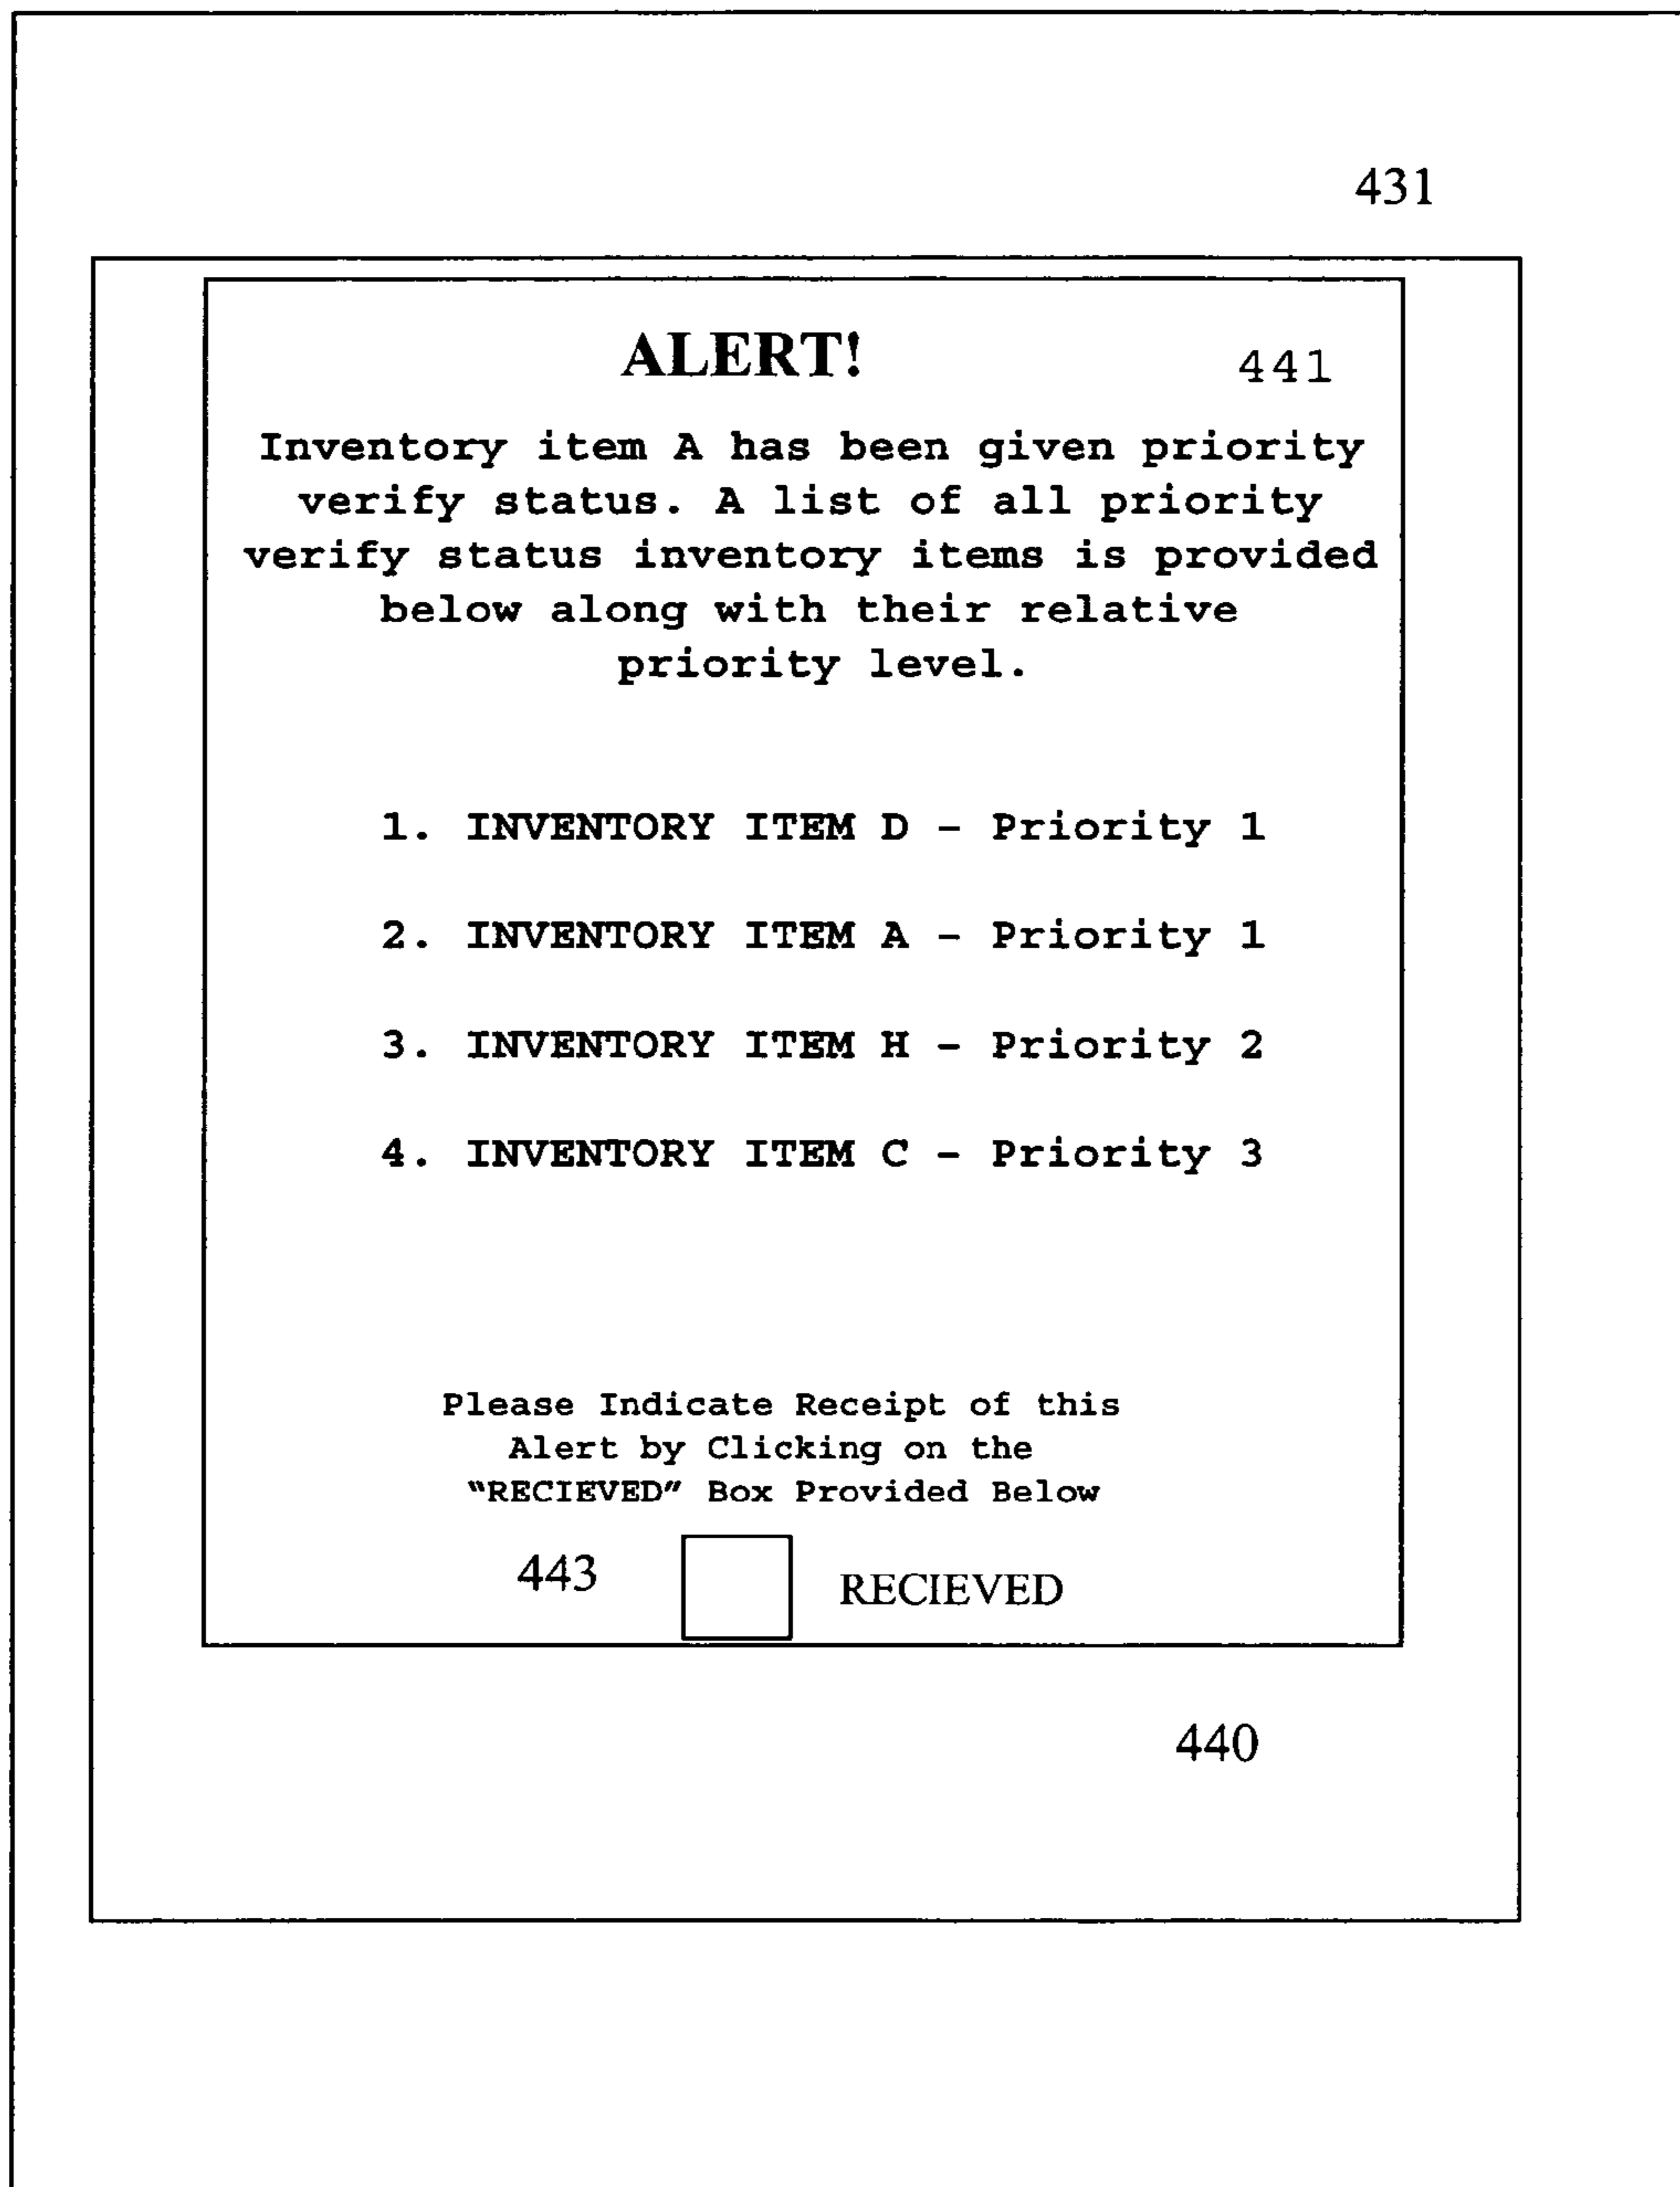 431
ALERT!
441
Inventory item A has been given priority
verify status. A list of all priority
verify status inventory items is provided
below along with their relative
priority level.
1. INVENTORY ITEM D - Priority 1
2. INVENTORY ITEM A - Priority 1
3. INVENTORY ITEM H - Priority 2
4. INVENTORY ITEM C - Priority 3
Please Indicate Receipt of this
Alert by Clicking on the
"RECIEVED" Box Provided Below
443
RECIEVED
440